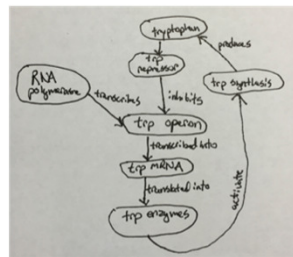 tryptophan
produces
trp
repressor
trp synthesis
RNA
polymerase
transcribes
inhibits
trp operon
transcribed into
trp mRNA
translated into
activate
trp enzymes